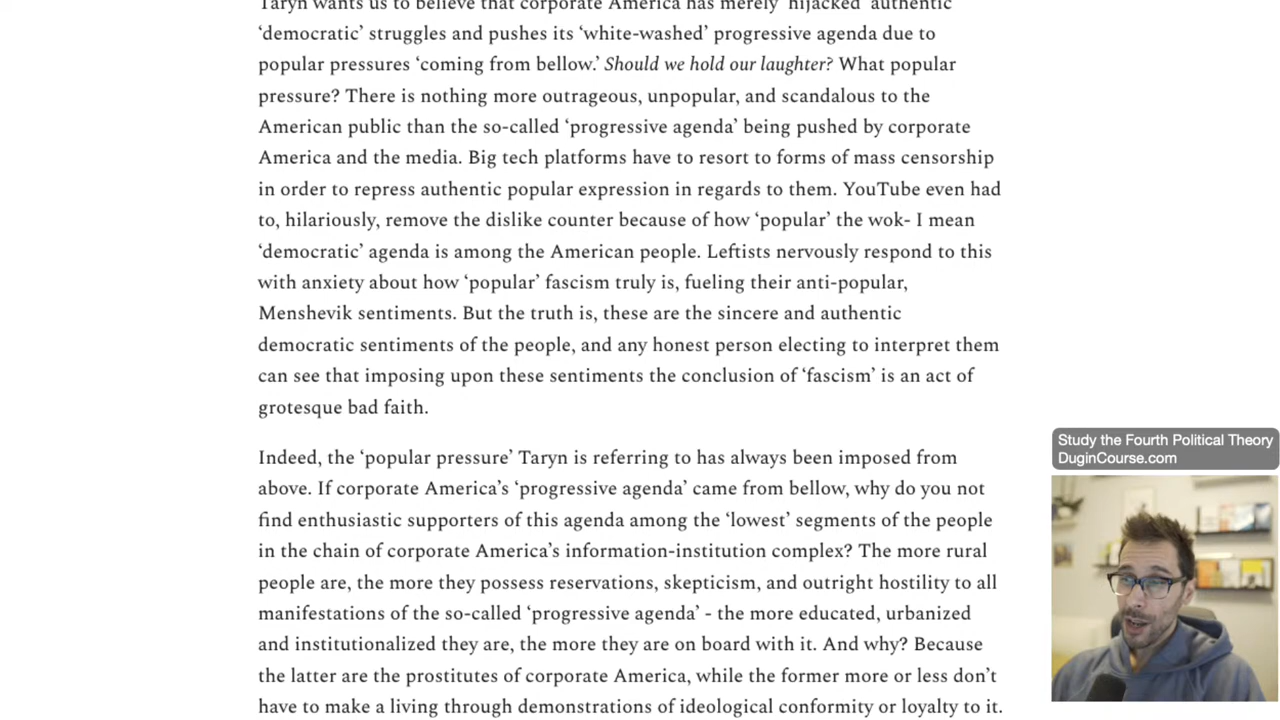 Taryn wants us to believe that corporate America has merely ‘hijacked’ authentic
‘democratic’ struggles and pushes its ‘white-washed’ progressive agenda due to
popular pressures ‘coming from bellow.’ Should we hold our laughter? What popular
pressure? There is nothing more outrageous, unpopular, and scandalous to the
American public than the so-called ‘progressive agenda’ being pushed by corporate
America and the media. Big tech platforms have to resort to forms of mass censorship
in order to repress authentic popular expression in regards to them. YouTube even had
to, hilariously, remove the dislike counter because of how ‘popular’ the wok- I mean
‘democratic’ agenda is among the American people. Leftists nervously respond to this
with anxiety about how ‘popular’ fascism truly is, fueling their anti-popular,
Menshevik sentiments. But the truth is, these are the sincere and authentic
democratic sentiments of the people, and any honest person electing to interpret them
can see that imposing upon these sentiments the conclusion of ‘fascism’ is an act of
grotesque bad faith.
Indeed, the ‘popular pressure’ Taryn is referring to has always been imposed from
above. If corporate America’s ‘progressive agenda’ came from bellow, why do you not
find enthusiastic supporters of this agenda among the ‘lowest’ segments of the people
in the chain of corporate America’s information-institution complex? The more rural
people are, the more they possess reservations, skepticism, and outright hostility to all
manifestations of the so-called ‘progressive agenda’ - the more educated, urbanized
and institutionalized they are, the more they are on board with it. And why? Because
the latter are the prostitutes of corporate America, while the former more or less don’t
have to make a living through demonstrations of ideological conformity or loyalty to it.
Study the Fourth Political Theory
DuginCourse.com